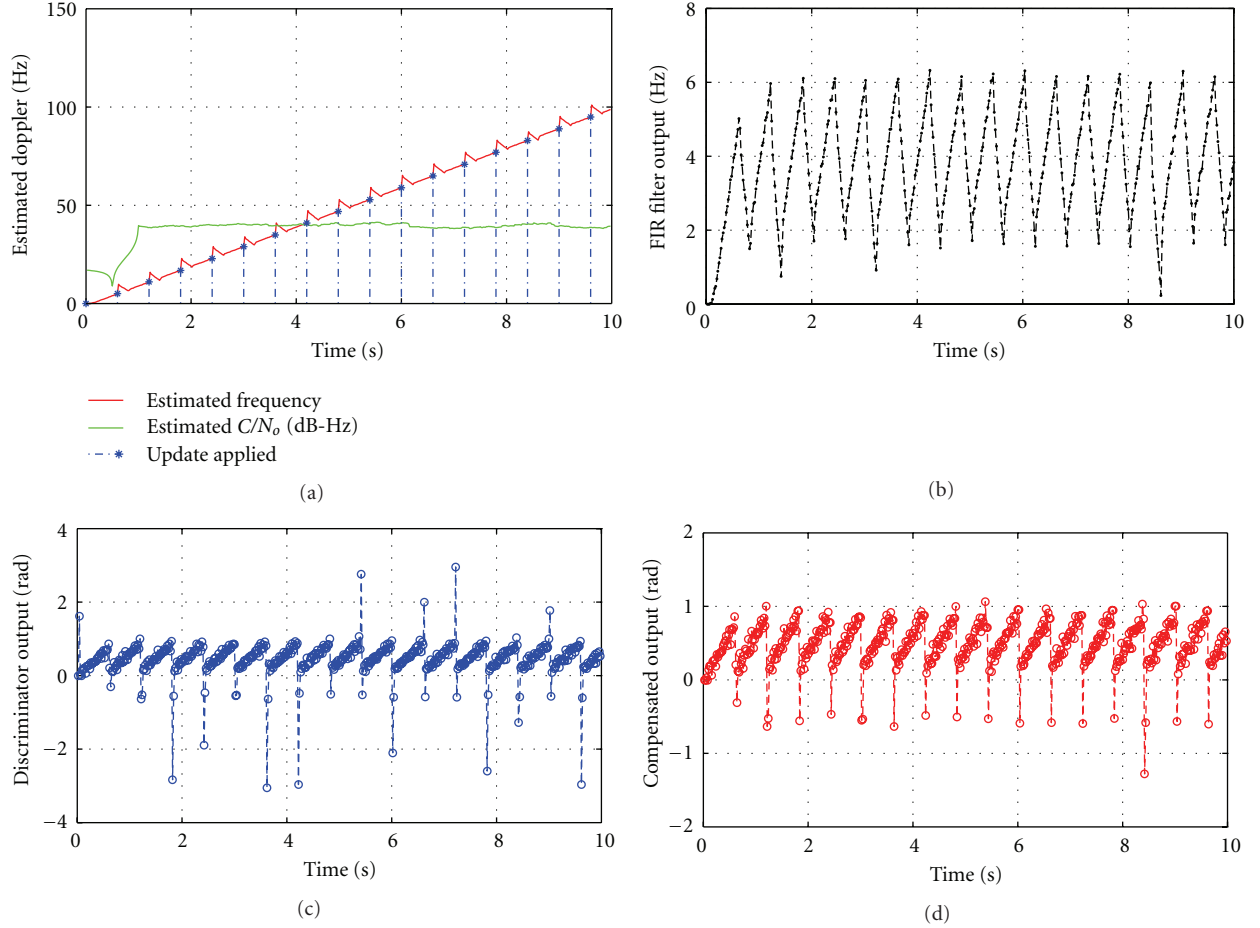 150
100
50
0
0 2 4 6 8 10
Estimated doppler (Hz)
Time (s)
Estimated frequency
Estimated C/Nₒ (dB-Hz)
Update applied
(a)
8
6
4
2
0
0 2 4 6 8 10
FIR filter output (Hz)
Time (s)
(b)
4
2
0
−2
−4
0 2 4 6 8 10
Discriminator output (rad)
Time (s)
(c)
2
1
0
−1
−2
0 2 4 6 8 10
Compensated output (rad)
Time (s)
(d)